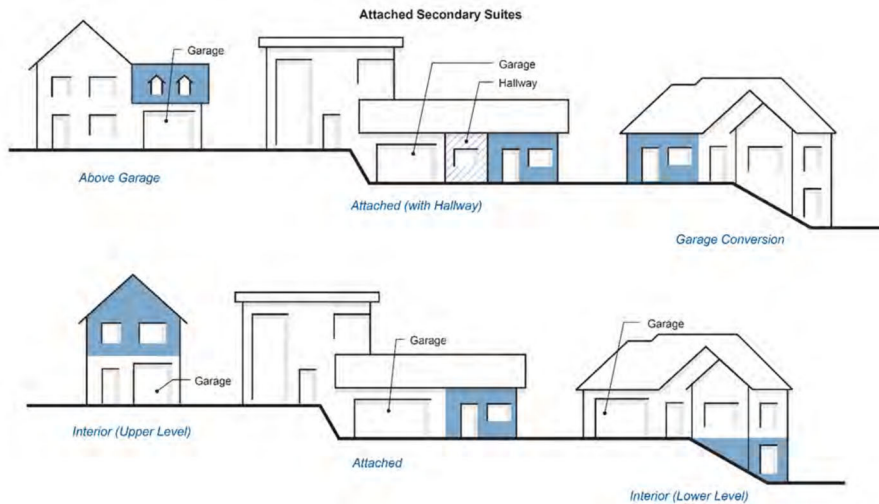 Attached Secondary Suites
Garage
Garage
Hallway
Above Garage
Attached (with Hallway)
Garage Conversion
Garage
Garage
Garage
Interior (Upper Level)
Attached
Interior (Lower Level)